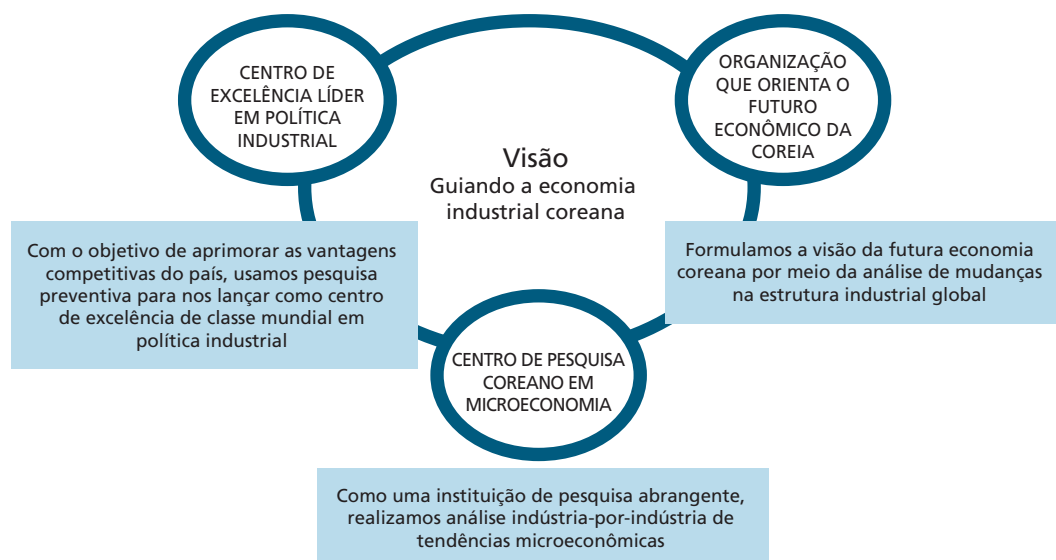 CENTRO DE
EXCELÊNCIA LÍDER
EM POLÍTICA
INDUSTRIAL
ORGANIZAÇÃO
QUE ORIENTA O
FUTURO
ECONÔMICO DA
COREIA
Visão
Guiando a economia
industrial coreana
Com o objetivo de aprimorar as vantagens
competitivas do país, usamos pesquisa
preventiva para nos lançar como centro
de excelência de classe mundial em
política industrial
Formulamos a visão da futura economia
coreana por meio da análise de mudanças
na estrutura industrial global
CENTRO DE PESQUISA
COREANO EM
MICROECONOMIA
Como uma instituição de pesquisa abrangente,
realizamos análise indústria-por-indústria de
tendências microeconômicas